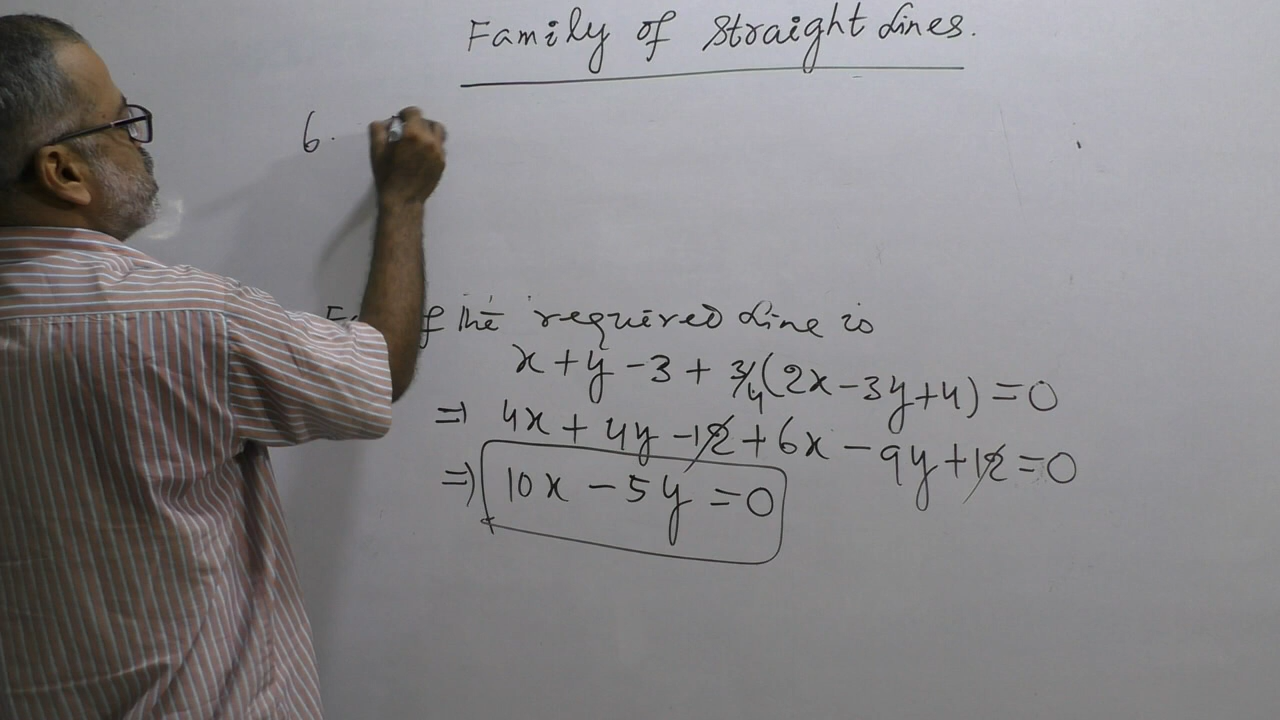 Family of straight Lines.
6.
the required Line is
x + y - 3 + 3/4 (2x - 3y + 4) = 0
⇒ 4x + 4y - 12 + 6x - 9y + 12 = 0
⇒ 10x - 5y = 0